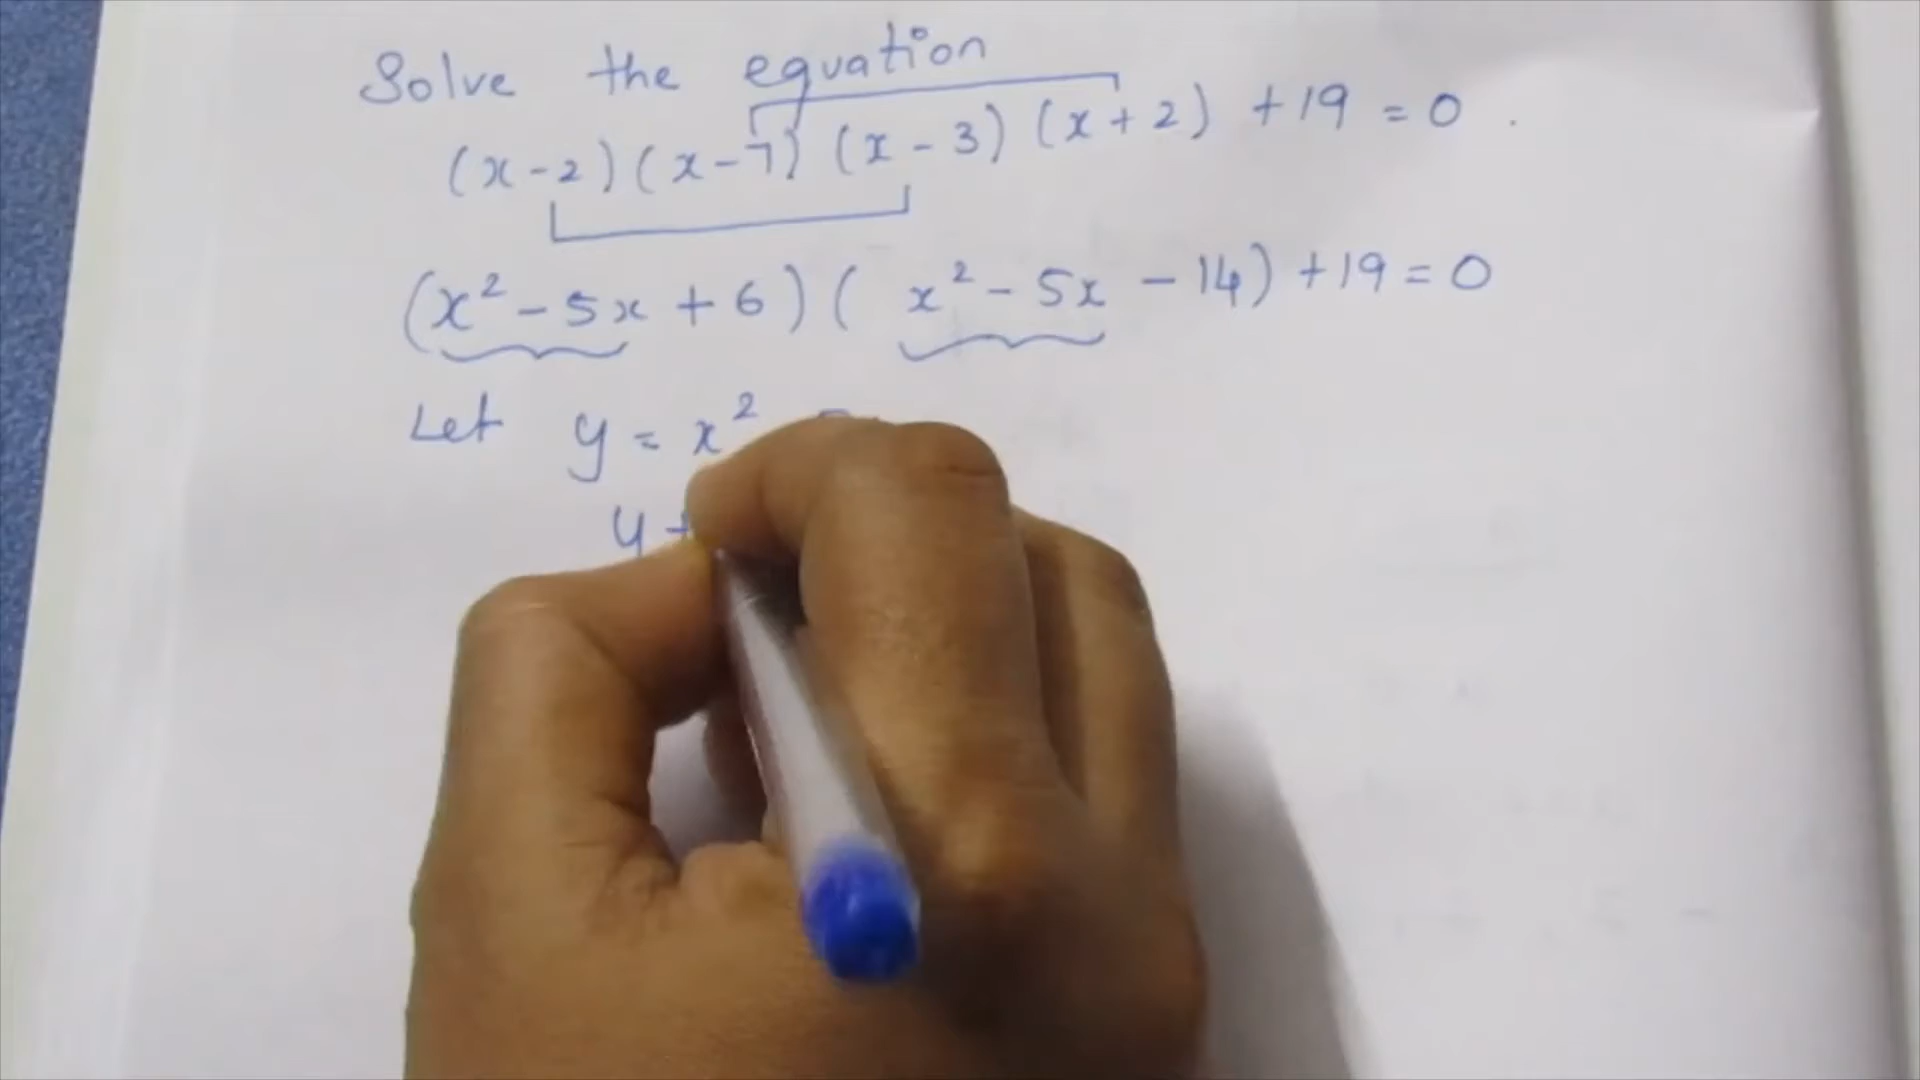 Solve the equation
(x-2)(x-7)(x-3)(x+2)+19=0.
(x²-5x+6)(x²-5x-14)+19=0
Let y=x²
y+